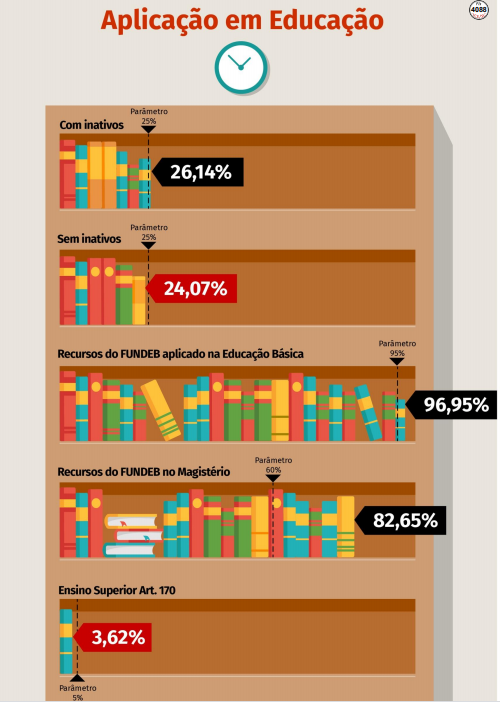 Aplicação em Educação
4088
Parâmetro
25%
Com inativos
26,14%
Parâmetro
25%
Sem inativos
24,07%
Parâmetro
95%
Recursos do FUNDEB aplicado na Educação Básica
96,95%
Parâmetro
60%
Recursos do FUNDEB no Magistério
82,65%
Ensino Superior Art. 170
3,62%
Parâmetro
5%